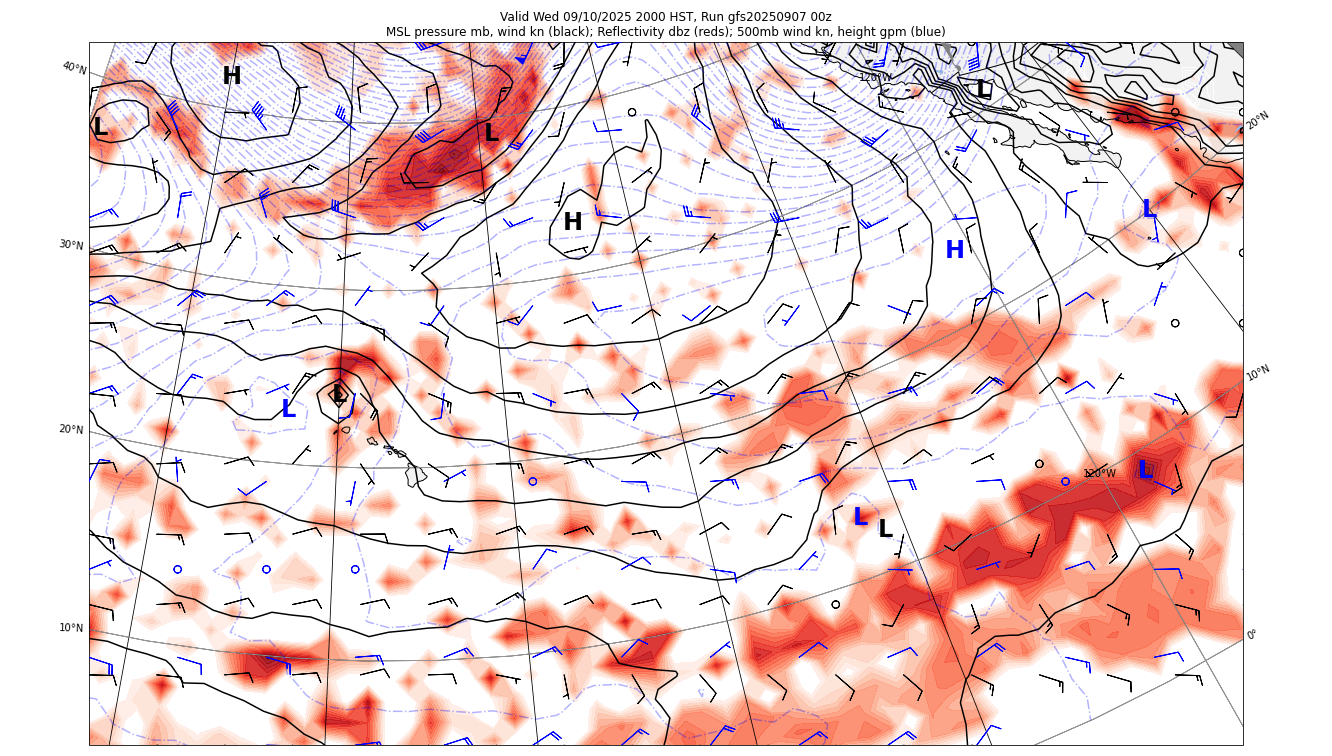 Valid Wed 09/10/2025 2000 HST, Run gfs20250907 00z
MSL pressure mb, wind kn (black); Reflectivity dbz (reds); 500mb wind kn, height gpm (blue)
40°N
H
120°W
L
20°N
L
L
L
H
30°N
H
10°N
L
L
20°N
120°W
L
L
L
10°N
0°